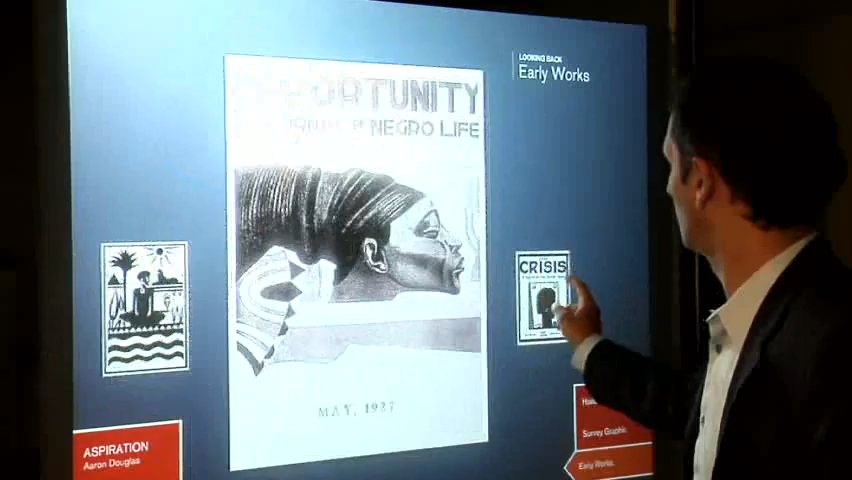 LOOKING BACK
Early Works
OPPORTUNITY
NEGRO LIFE
CRISIS
MAY, 1927
ASPIRATION
Aaron Douglas
Survey Graphic
Early Works